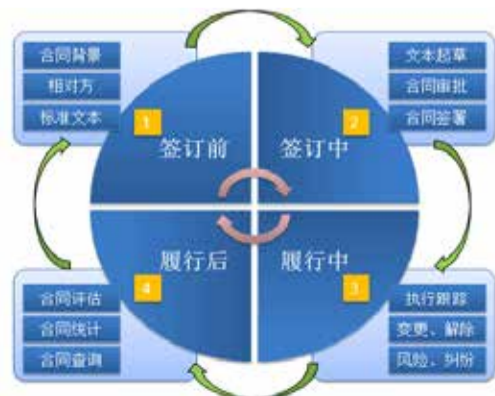 合同背景
相对方
标准文本
1
签订前
文本起草
合同审批
合同签署
2
签订中
执行跟踪
变更、解除
风险、纠纷
3
履行中
合同评估
合同统计
合同查询
4
履行后